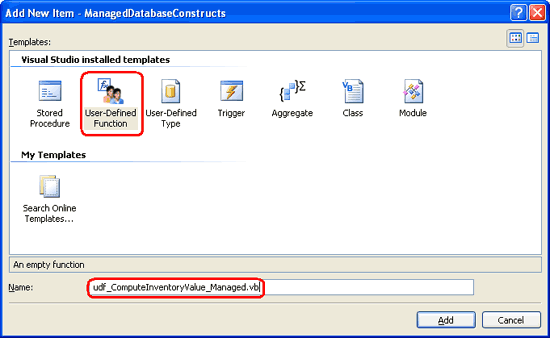 Add New Item - ManagedDatabaseConstructs
Templates:
Visual Studio installed templates
Stored Procedure
User-Defined Function
User-Defined Type
Trigger
Aggregate
Class
Module
My Templates
Search Online Templates...
An empty function
Name:
udf_ComputeInventoryValue_Managed.vb
Add
Cancel